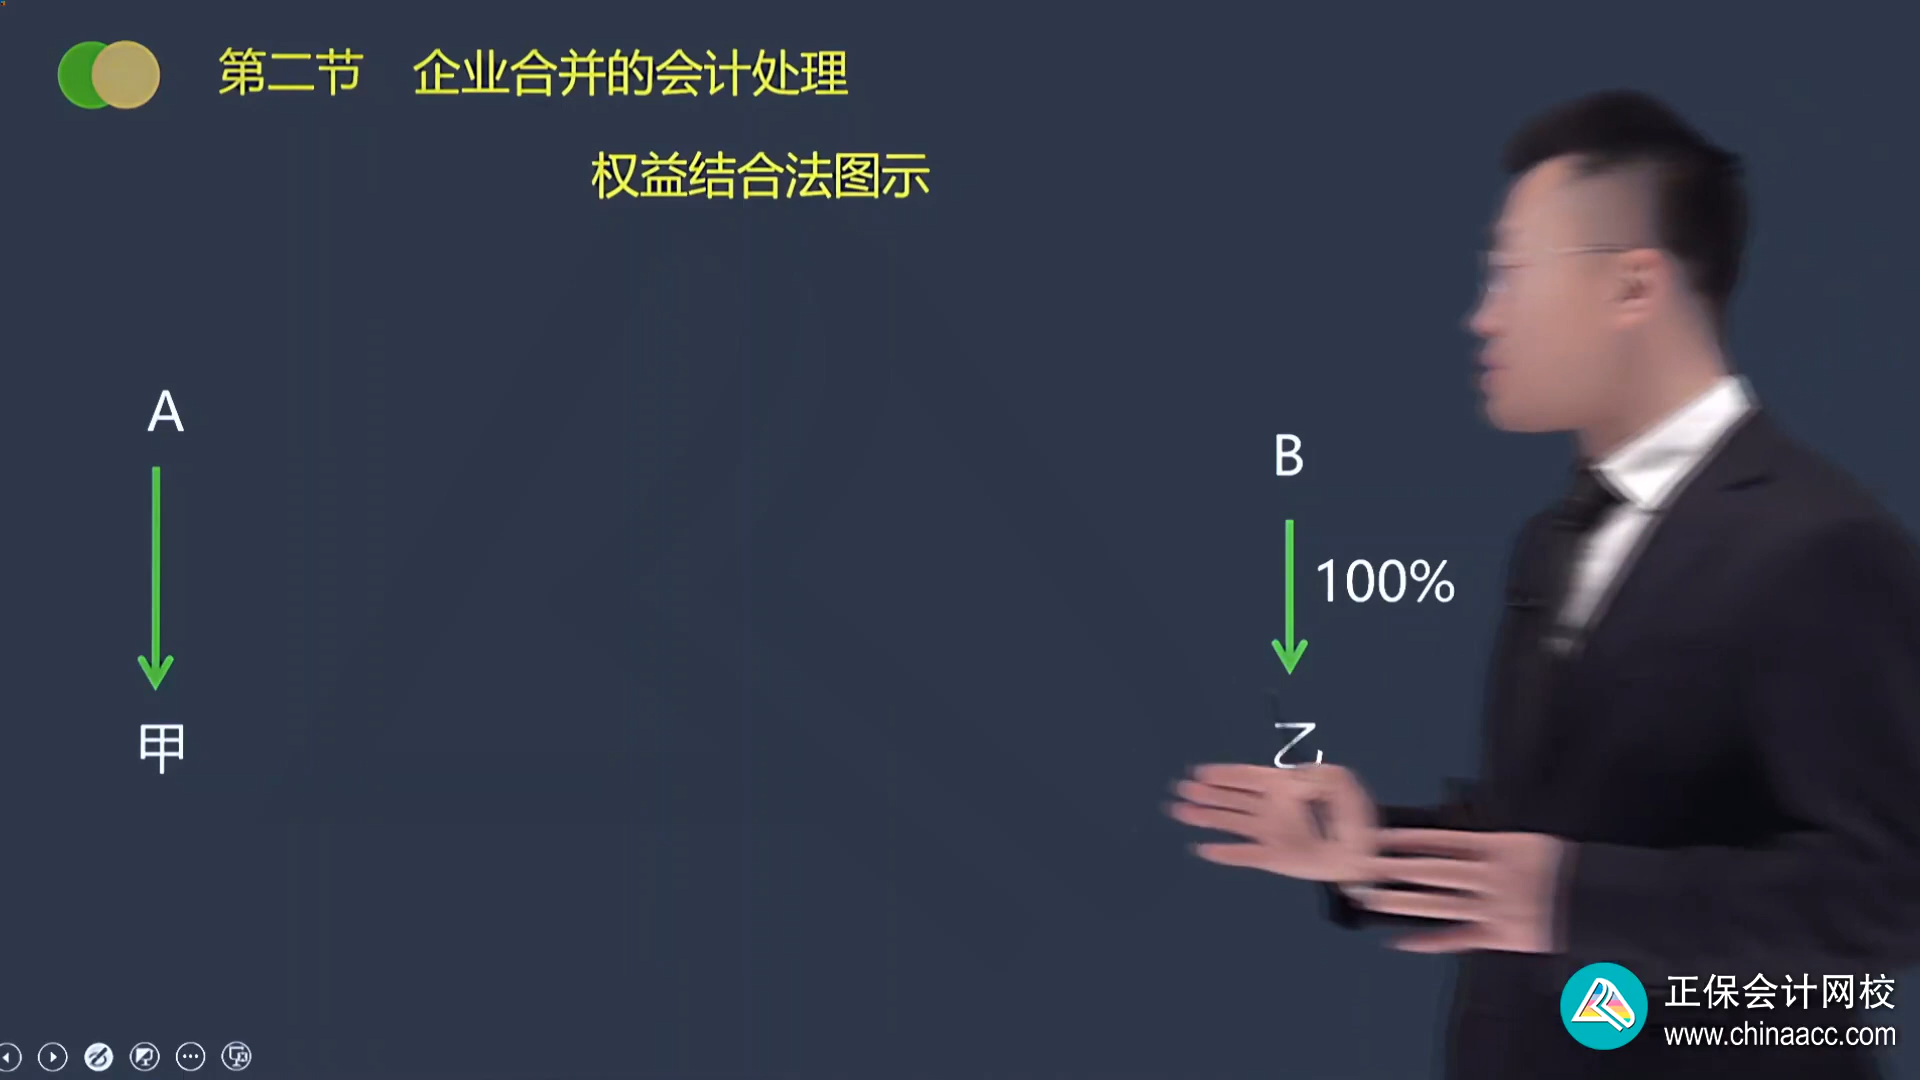 第二节 企业合并的会计处理
权益结合法图示
A
B
100%
甲
乙
正保会计网校
www.chinaacc.com